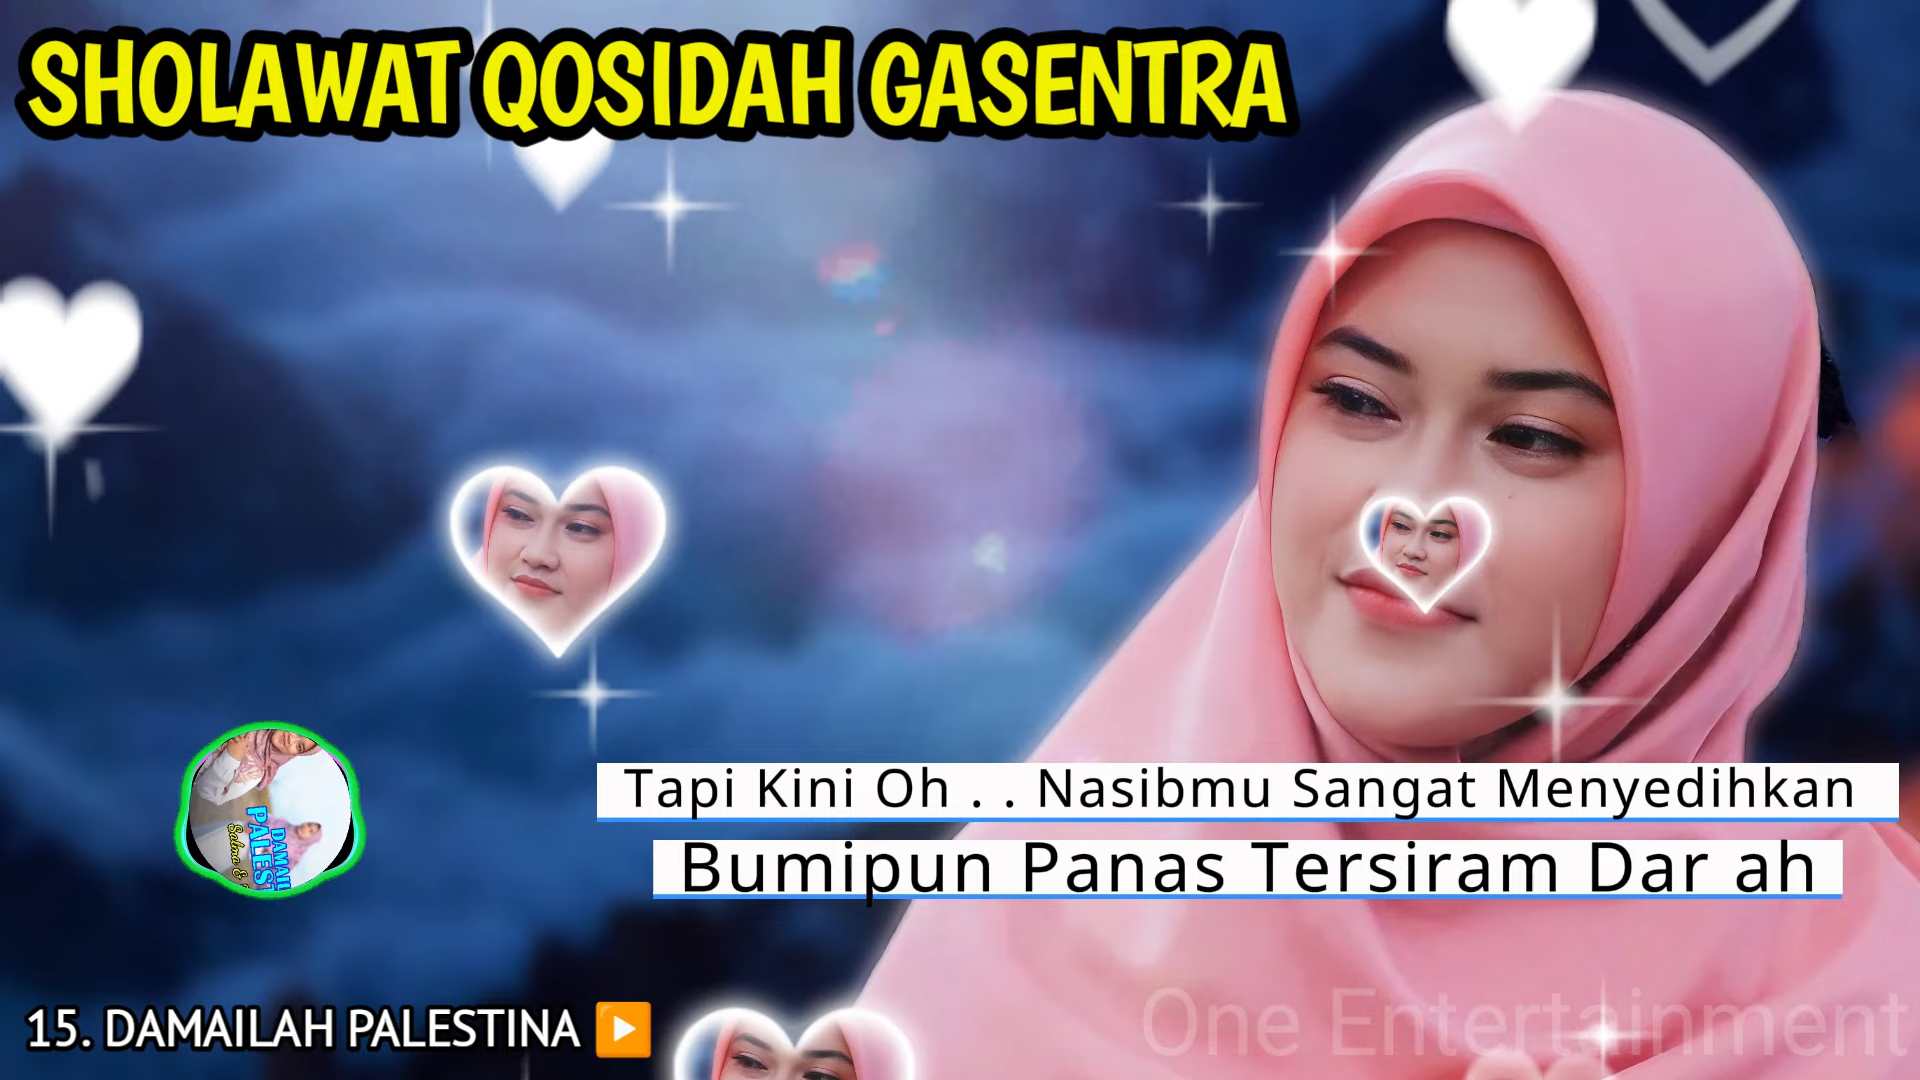 SHOLAWAT QOSIDAH GASENTRA
Tapi Kini Oh . . Nasibmu Sangat Menyedihkan
Bumipun Panas Tersiram Dar ah
15. DAMAILAH PALESTINA
One Entertainment